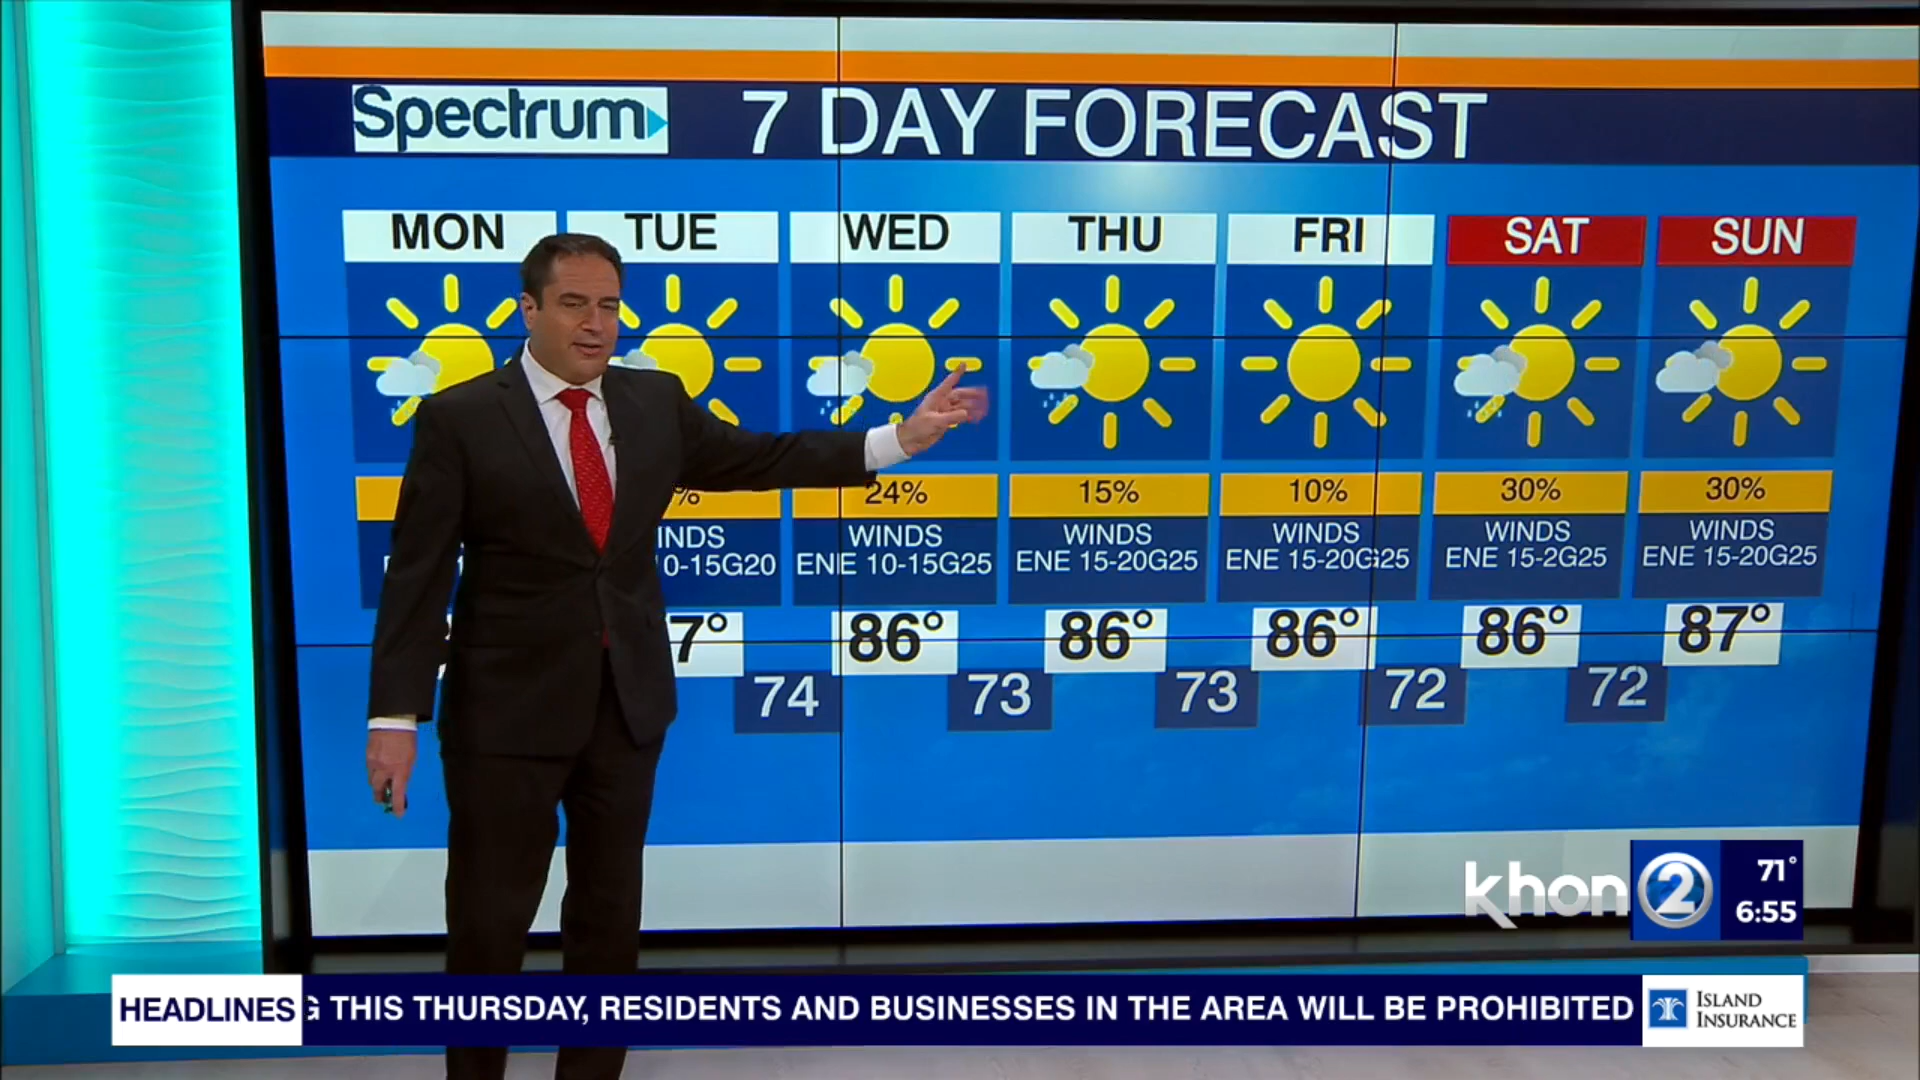 Spectrum
7 DAY FORECAST
MON TUE WED THU FRI SAT SUN
% 24% 15% 10% 30% 30%
INDS WINDS WINDS WINDS WINDS WINDS
0-15G20 ENE 10-15G25 ENE 15-20G25 ENE 15-20G25 ENE 15-2G25 ENE 15-20G25
7° 86° 86° 86° 86° 87°
74 73 73 72 72
khon 2
71°
6:55
HEADLINES G THIS THURSDAY, RESIDENTS AND BUSINESSES IN THE AREA WILL BE PROHIBITED
ISLAND
INSURANCE